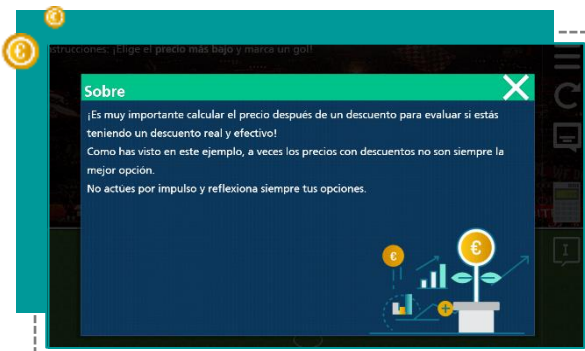 strucciones: ¡Elige el precio más bajo y marca un gol!
Sobre
¡Es muy importante calcular el precio después de un descuento para evaluar si estás
teniendo un descuento real y efectivo!
Como has visto en este ejemplo, a veces los precios con descuentos no son siempre la
mejor opción.
No actúes por impulso y reflexiona siempre tus opciones.